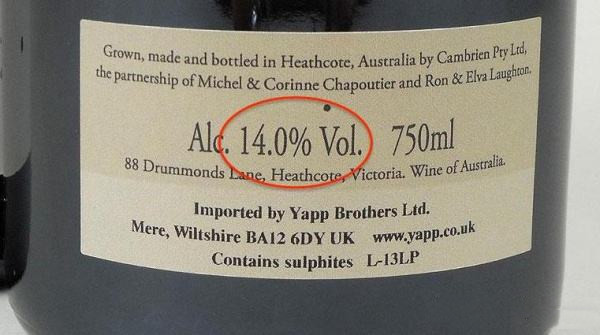 Grown, made and bottled in Heathcote, Australia by Cambrien Pty Ltd,
the partnership of Michel & Corinne Chapoutier and Ron & Elva Laughton.
Alc. 14.0% Vol. 750ml
88 Drummonds Lane, Heathcote, Victoria. Wine of Australia.
Imported by Yapp Brothers Ltd.
Mere, Wiltshire BA12 6DY UK www.yapp.co.uk
Contains sulphites L-13LP